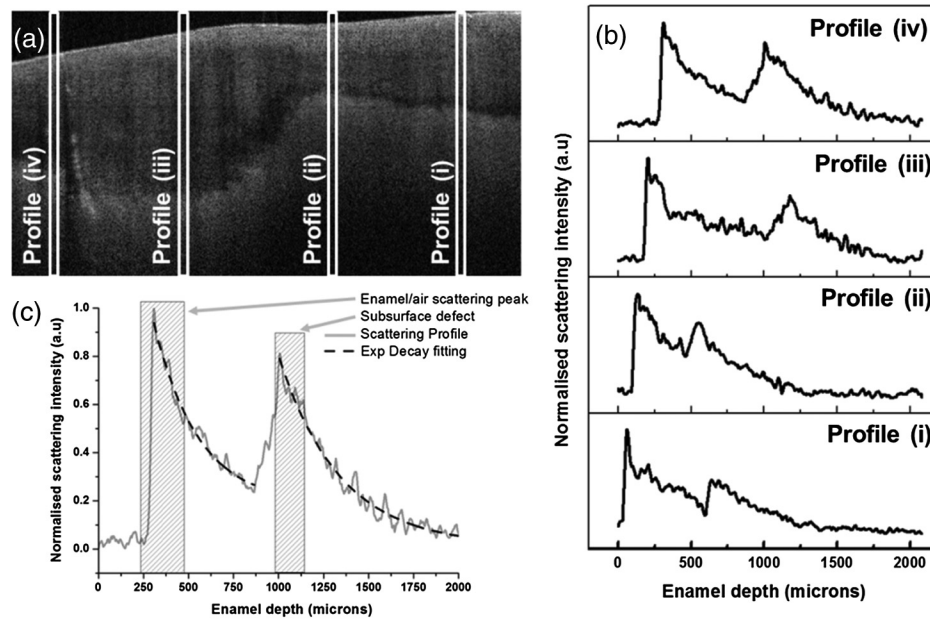 (a)
Profile (iv)
Profile (iii)
Profile (ii)
Profile (i)
(b)
Normalised scattering intensity (a.u)
Profile (iv)
Profile (iii)
Profile (ii)
Profile (i)
0 500 1000 1500 2000
Enamel depth (microns)
(c)
Normalised scattering intensity (a.u)
1.0
0.8
0.6
0.4
0.2
0.0
0 250 500 750 1000 1250 1500 1750 2000
Enamel depth (microns)
Enamel/air scattering peak
Subsurface defect
Scattering Profile
Exp Decay fitting